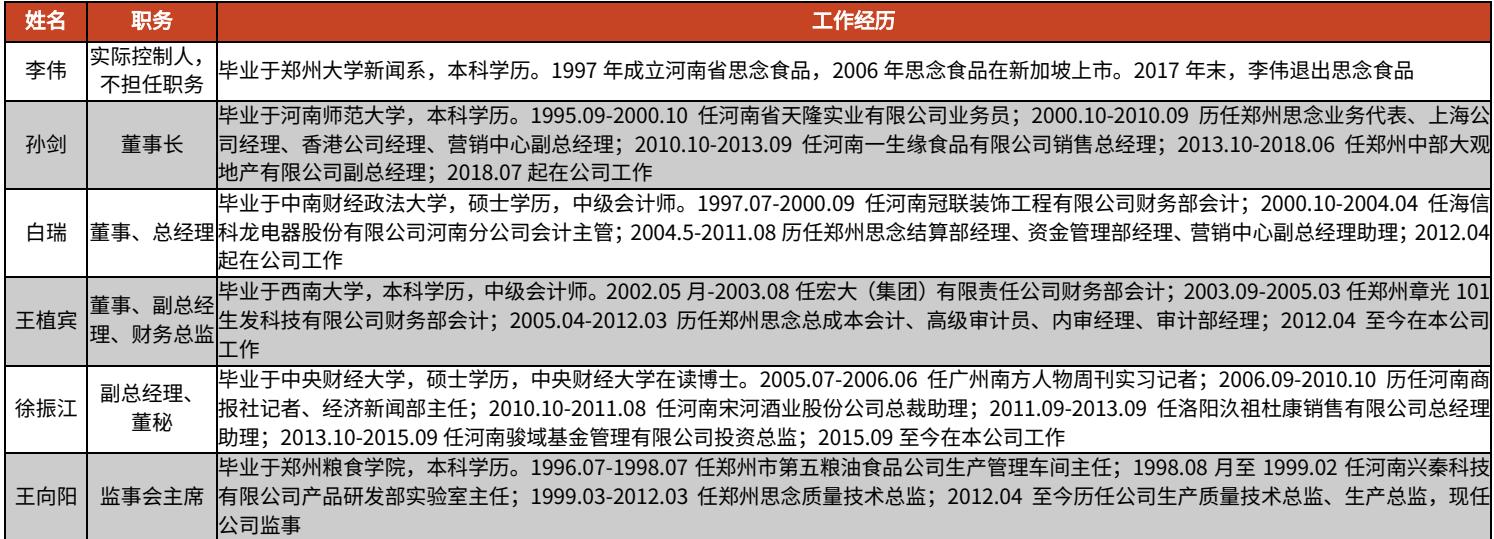 姓名 职务 工作经历
李伟
实际控制人，
不担任职务
毕业于郑州大学新闻系，本科学历。1997 年成立河南省思念食品，2006 年思念食品在新加坡上市。2017 年末，李伟退出思念食品
孙剑
董事长
毕业于河南师范大学，本科学历。1995.09-2000.10 任河南省天隆实业有限公司业务员；2000.10-2010.09 历任郑州思念业务代表、上海公
司经理、香港公司经理、营销中心副总经理；2010.10-2013.09 任河南一生缘食品有限公司销售总经理；2013.10-2018.06 任郑州中部大观
地产有限公司副总经理；2018.07 起在公司工作
白瑞
董事、总经理
毕业于中南财经政法大学，硕士学历，中级会计师。1997.07-2000.09 任河南冠联装饰工程有限公司财务部会计；2000.10-2004.04 任海信
科龙电器股份有限公司河南分公司会计主管；2004.5-2011.08 历任郑州思念结算部经理、资金管理部经理、营销中心副总经理助理；2012.04
起在公司工作
王植宾
董事、副总经
理、财务总监
毕业于西南大学，本科学历，中级会计师。2002.05 月-2003.08 任宏大（集团）有限责任公司财务部会计；2003.09-2005.03 任郑州章光 101
生发科技有限公司财务部会计；2005.04-2012.03 历任郑州思念总成本会计、高级审计员、内审经理、审计部经理；2012.04 至今在本公司
工作
徐振江
副总经理、
董秘
毕业于中央财经大学，硕士学历，中央财经大学在读博士。2005.07-2006.06 任广州南方人物周刊实习记者；2006.09-2010.10 历任河南商
报社记者、经济新闻部主任；2010.10-2011.08 任河南宋河酒业股份公司总裁助理；2011.09-2013.09 任洛阳汣祖杜康销售有限公司总经理
助理；2013.10-2015.09 任河南骏域基金管理有限公司投资总监；2015.09 至今在本公司工作
王向阳
监事会主席
毕业于郑州粮食学院，本科学历。1996.07-1998.07 任郑州市第五粮油食品公司生产管理车间主任；1998.08 月至 1999.02 任河南兴秦科技
有限公司产品研发部实验室主任；1999.03-2012.03 任郑州思念质量技术总监；2012.04 至今历任公司生产质量技术总监、生产总监，现任
公司监事